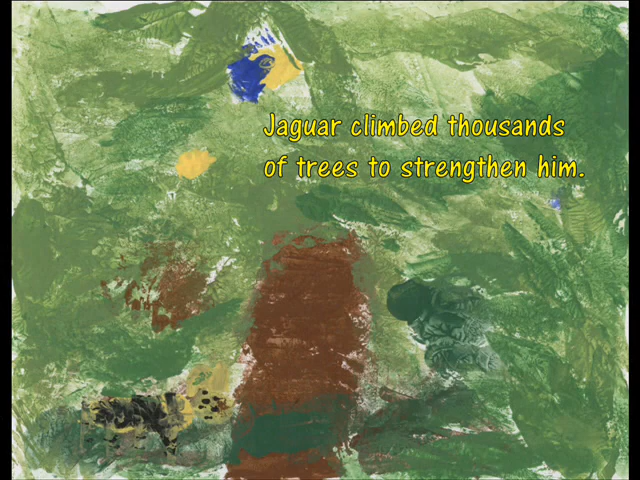 Jaguar climbed thousands
of trees to strengthen him.